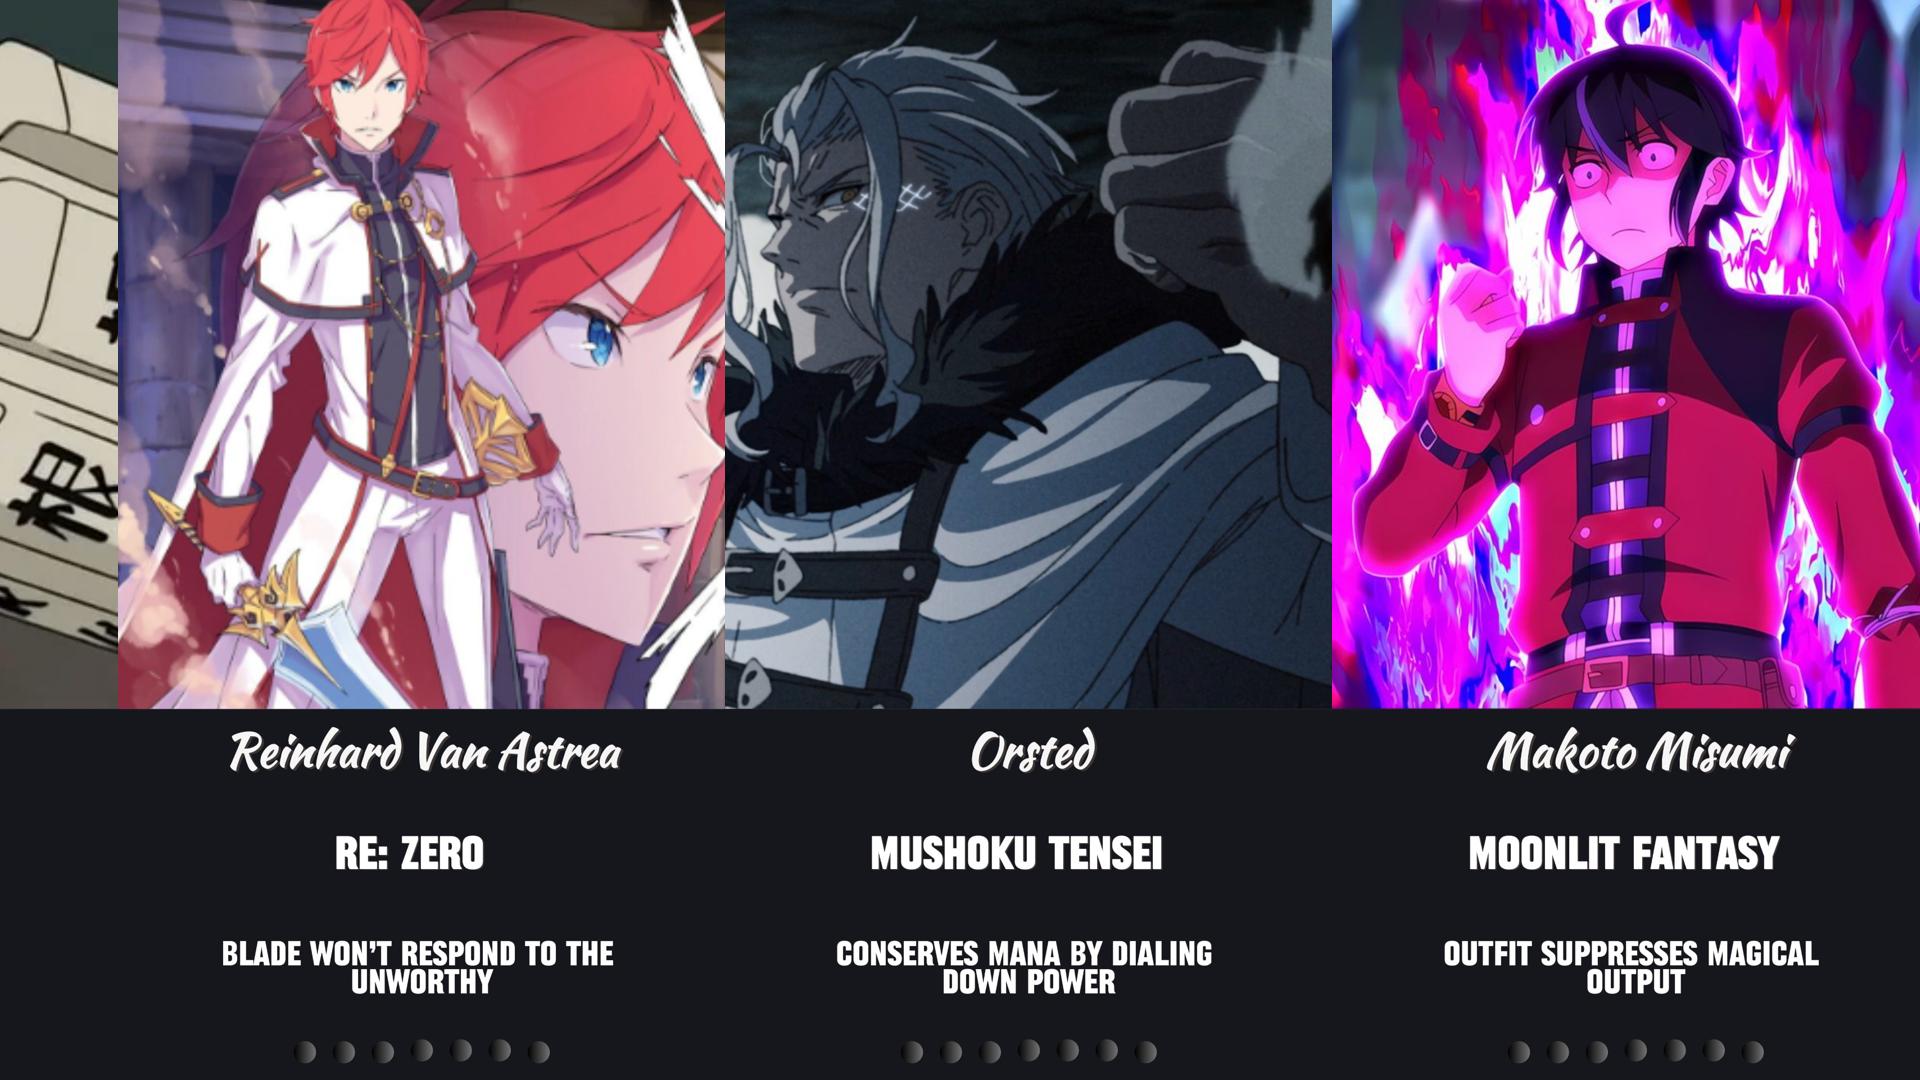 根
Reinhard Van Astrea
Orsted
Makoto Misumi
RE: ZERO
MUSHOKU TENSEI
MOONLIT FANTASY
BLADE WON'T RESPOND TO THE
UNWORTHY
CONSERVES MANA BY DIALING
DOWN POWER
OUTFIT SUPPRESSES MAGICAL
OUTPUT